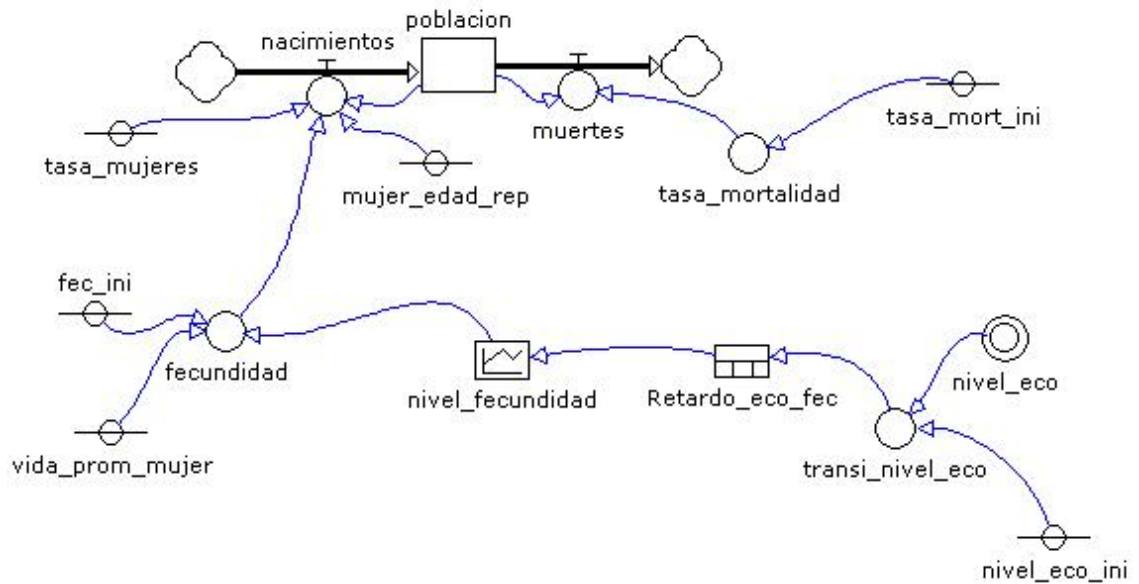 poblacion
nacimientos
tasa_mujeres
mujer_edad_rep
muertes
tasa_mort_ini
tasa_mortalidad
fec_ini
fecundidad
nivel_fecundidad
Retardo_eco_fec
nivel_eco
vida_prom_mujer
transi_nivel_eco
nivel_eco_ini